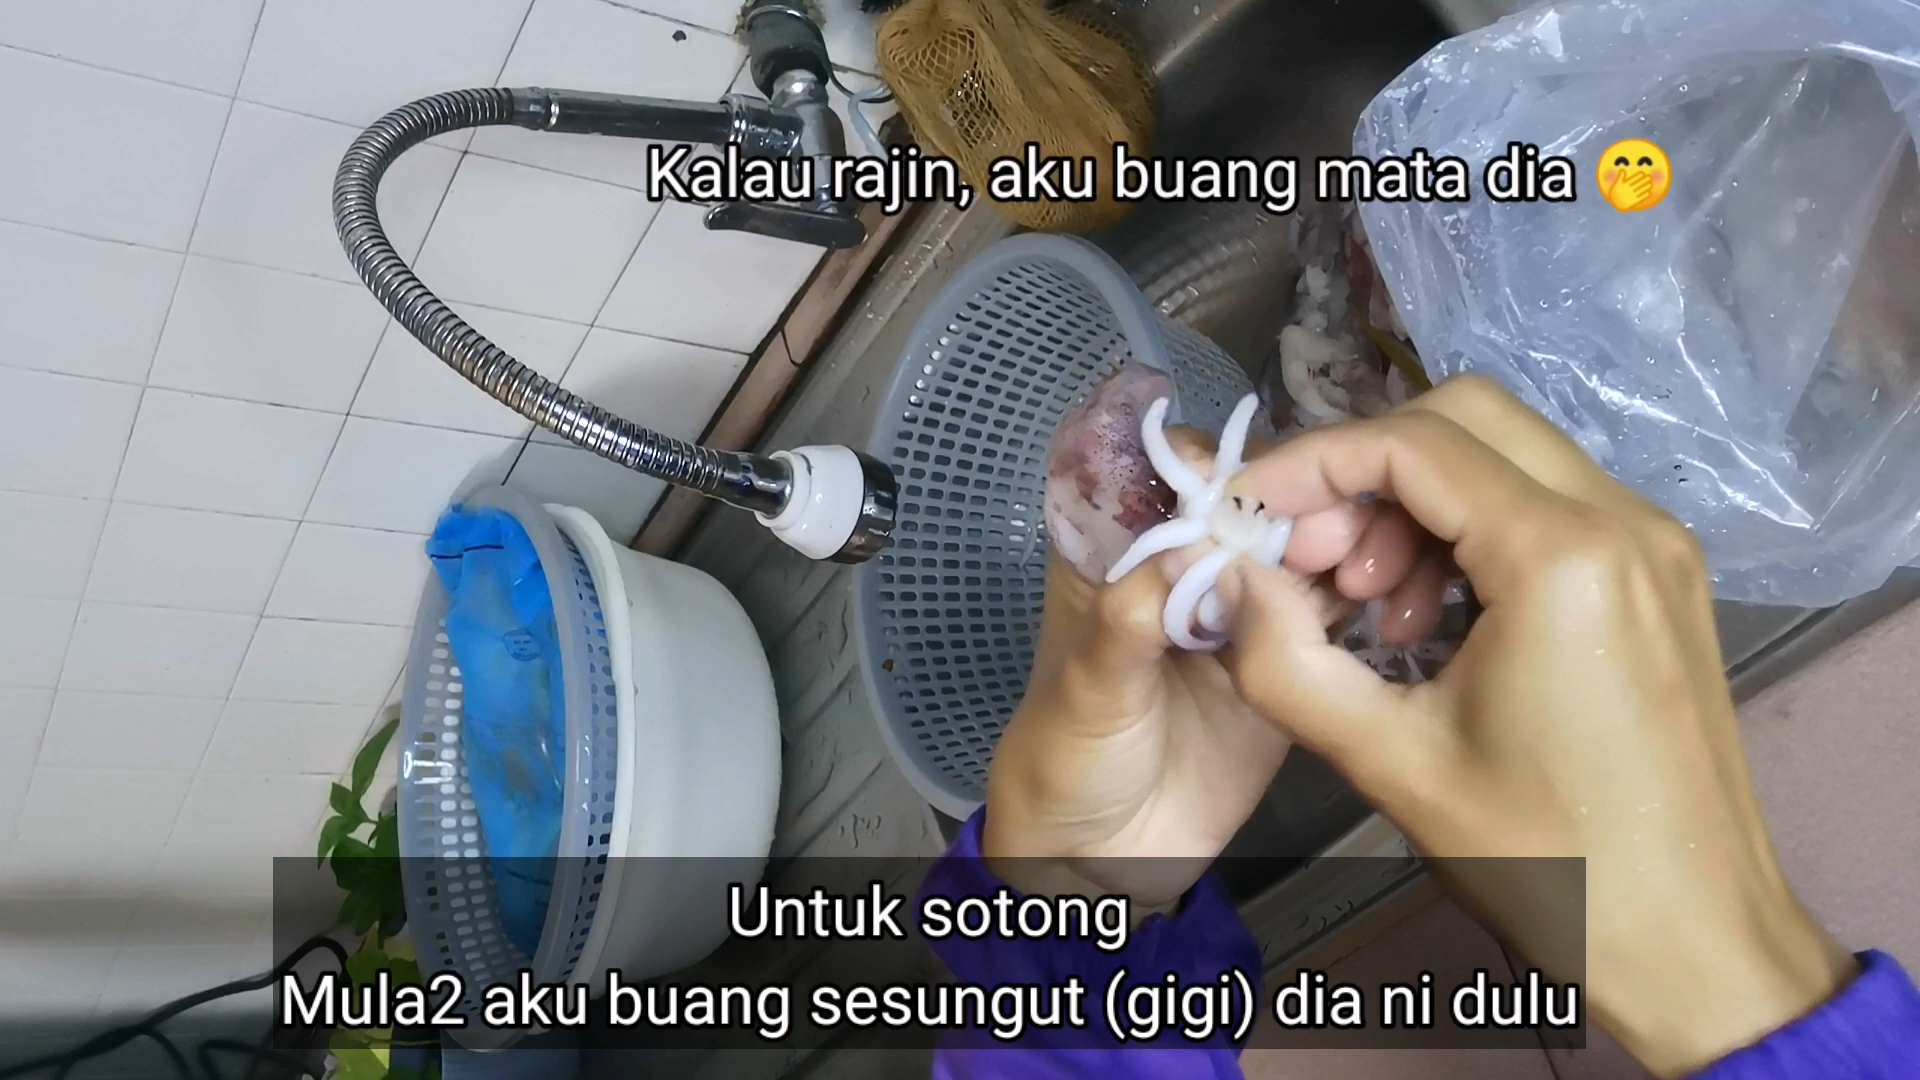 Kalau rajin, aku buang mata dia 🤭
Untuk sotong
Mula2 aku buang sesungut (gigi) dia ni dulu